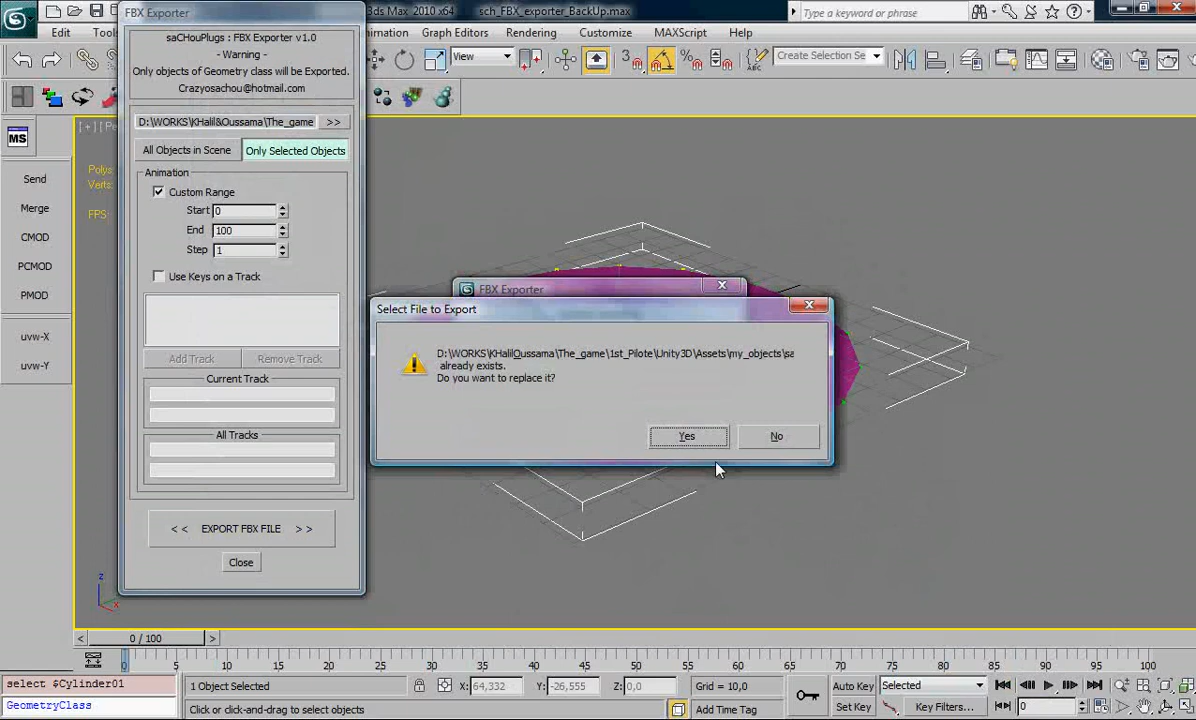 FBX Exporter
3ds Max 2010 x64
sch_FBX_exporter_BackUp.max
Type a keyword or phrase
Edit
Animation
Graph Editors
Rendering
Customize
MAXScript
Help
View
Create Selection Se
saCHouPlugs : FBX Exporter v1.0
- Warning -
Only objects of Geometry class will be Exported.
Crazyosachou@hotmail.com
D:\WORKS\KHalil&Oussama\The_game
>>
All Objects in Scene
Only Selected Objects
MS
Send
Merge
CMOD
PCMOD
PMOD
uvw-X
uvw-Y
Polys
Verts:
FPS:
Animation
Custom Range
Start 0
End 100
Step 1
Use Keys on a Track
Add Track
Remove Track
Current Track
All Tracks
<< EXPORT FBX FILE >>
Close
FBX Exporter
Select File to Export
D:\WORKS\KHalilOussama\The_game\1st_Pilote\Unity3D\Assets\my_objects\sa
already exists.
Do you want to replace it?
Yes
No
z
x
< 0 / 100 >
0 5 10 15 20 25 30 35 40 45 50 55 60 65 70 75 80 85 90 95 100
select $Cylinder01
GeometryClass
1 Object Selected
X: 64,332
Y: -26,555
Z: 0,0
Grid = 10,0
Auto Key
Selected
Click or click-and-drag to select objects
Add Time Tag
Set Key
Key Filters...
0